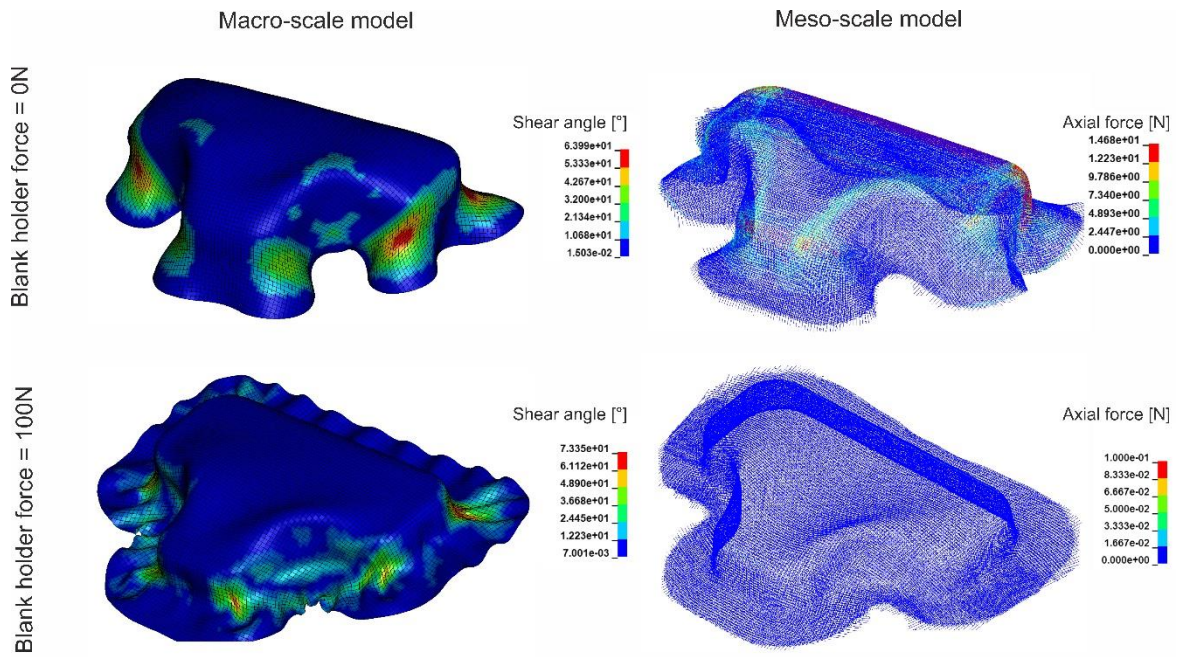 Macro-scale model
Meso-scale model
Blank holder force = 0N
Shear angle [°]
6.399e+01
5.333e+01
4.267e+01
3.200e+01
2.134e+01
1.068e+01
1.503e-02
Axial force [N]
1.468e+01
1.223e+01
9.786e+00
7.340e+00
4.893e+00
2.447e+00
0.000e+00
Blank holder force = 100N
Shear angle [°]
7.335e+01
6.112e+01
4.890e+01
3.668e+01
2.445e+01
1.223e+01
7.001e-03
Axial force [N]
1.000e-01
8.333e-02
6.667e-02
5.000e-02
3.333e-02
1.667e-02
0.000e+00